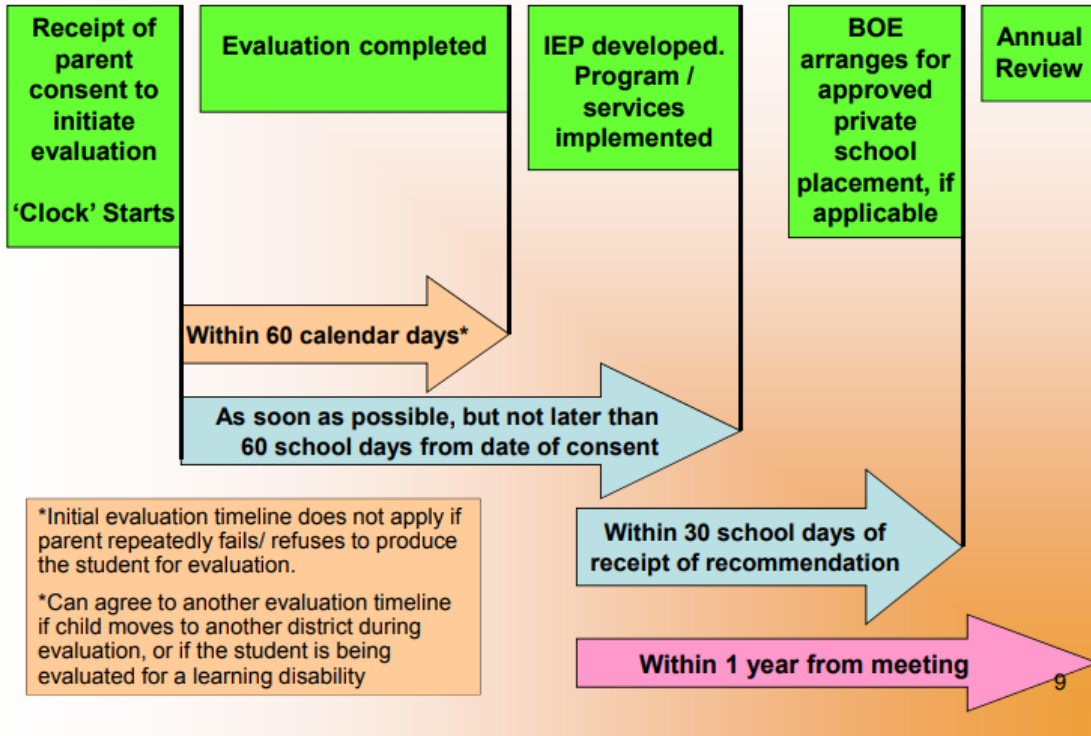 Receipt of
parent
consent to
initiate
evaluation
‘Clock’ Starts
Evaluation completed
IEP developed.
Program /
services
implemented
BOE
arranges for
approved
private
school
placement, if
applicable
Annual
Review
Within 60 calendar days*
As soon as possible, but not later than
60 school days from date of consent
*Initial evaluation timeline does not apply if
parent repeatedly fails/ refuses to produce
the student for evaluation.
*Can agree to another evaluation timeline
if child moves to another district during
evaluation, or if the student is being
evaluated for a learning disability
Within 30 school days of
receipt of recommendation
Within 1 year from meeting
9